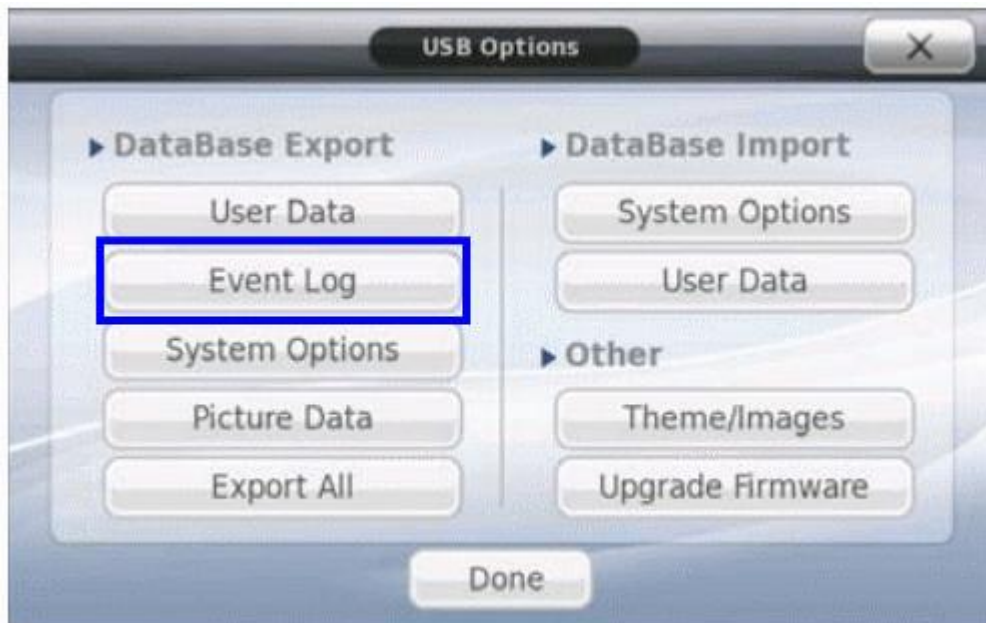 USB Options
X
DataBase Export
User Data
Event Log
System Options
Picture Data
Export All
DataBase Import
System Options
User Data
Other
Theme/Images
Upgrade Firmware
Done